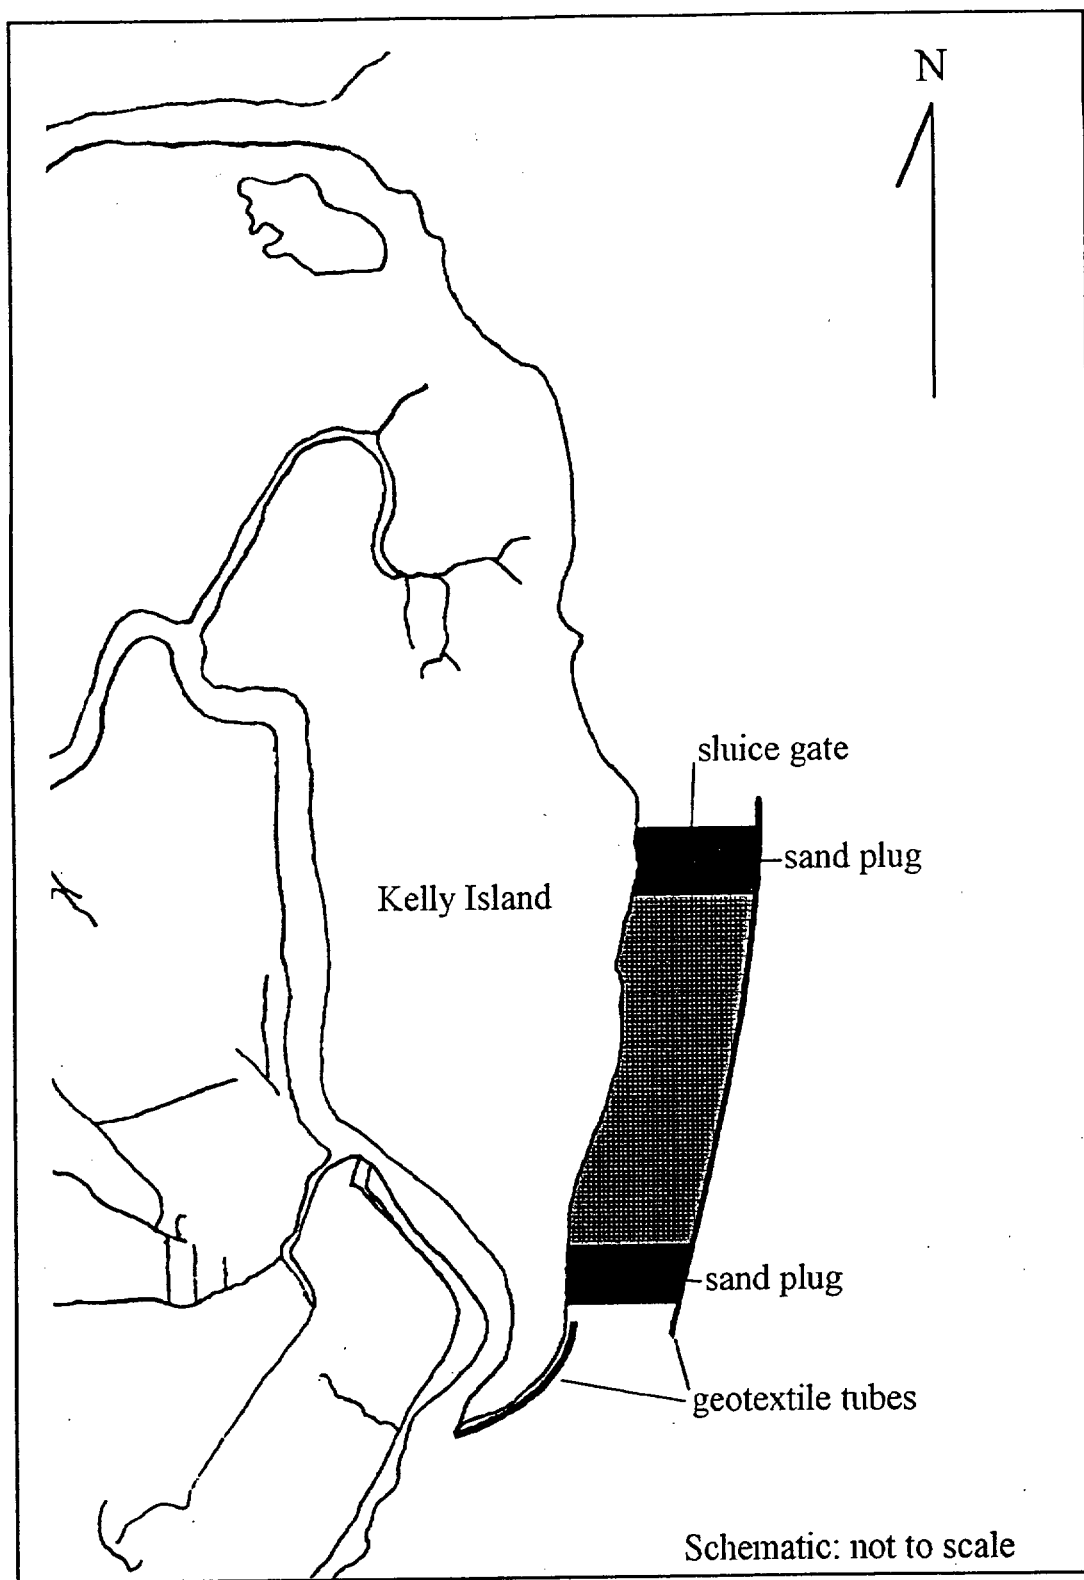 N
sluice gate
sand plug
Kelly Island
sand plug
geotextile tubes
Schematic: not to scale